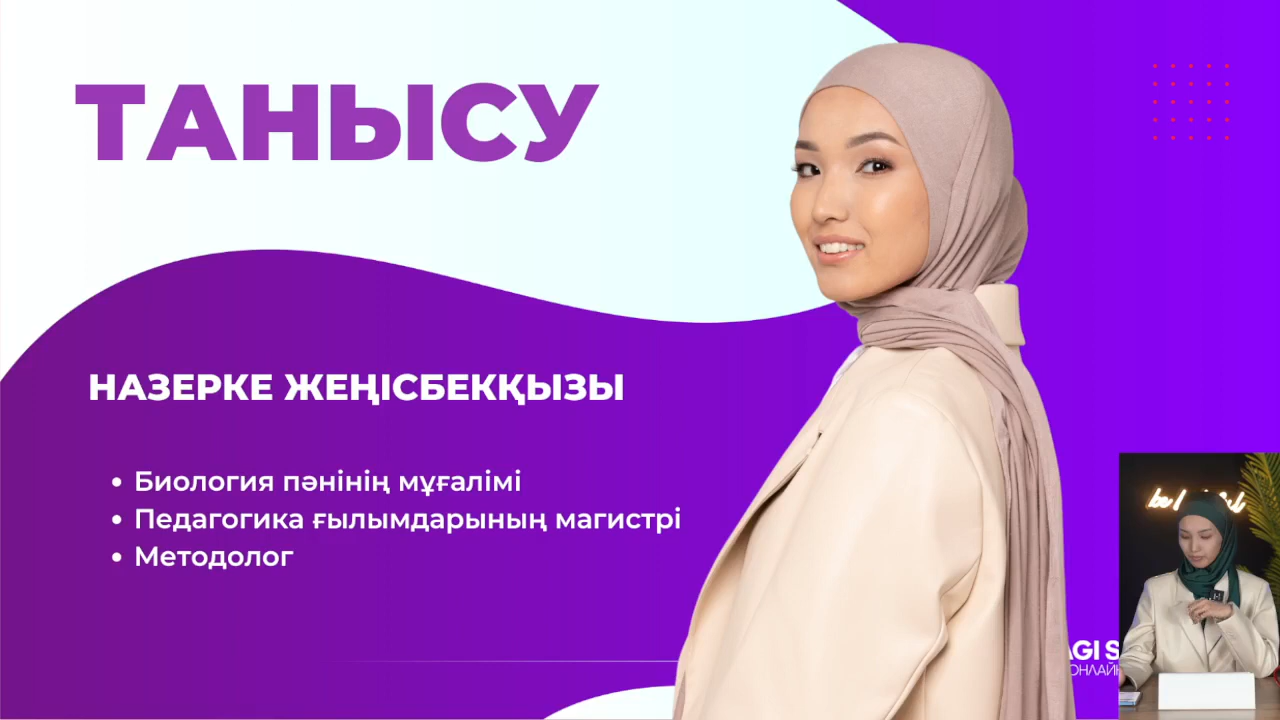 ТАНЫСУ
НАЗЕРКЕ ЖЕҢІСБЕКҚЫЗЫ
• Биология пәнінің мұғалімі
• Педагогика ғылымдарының магистрі
• Методолог